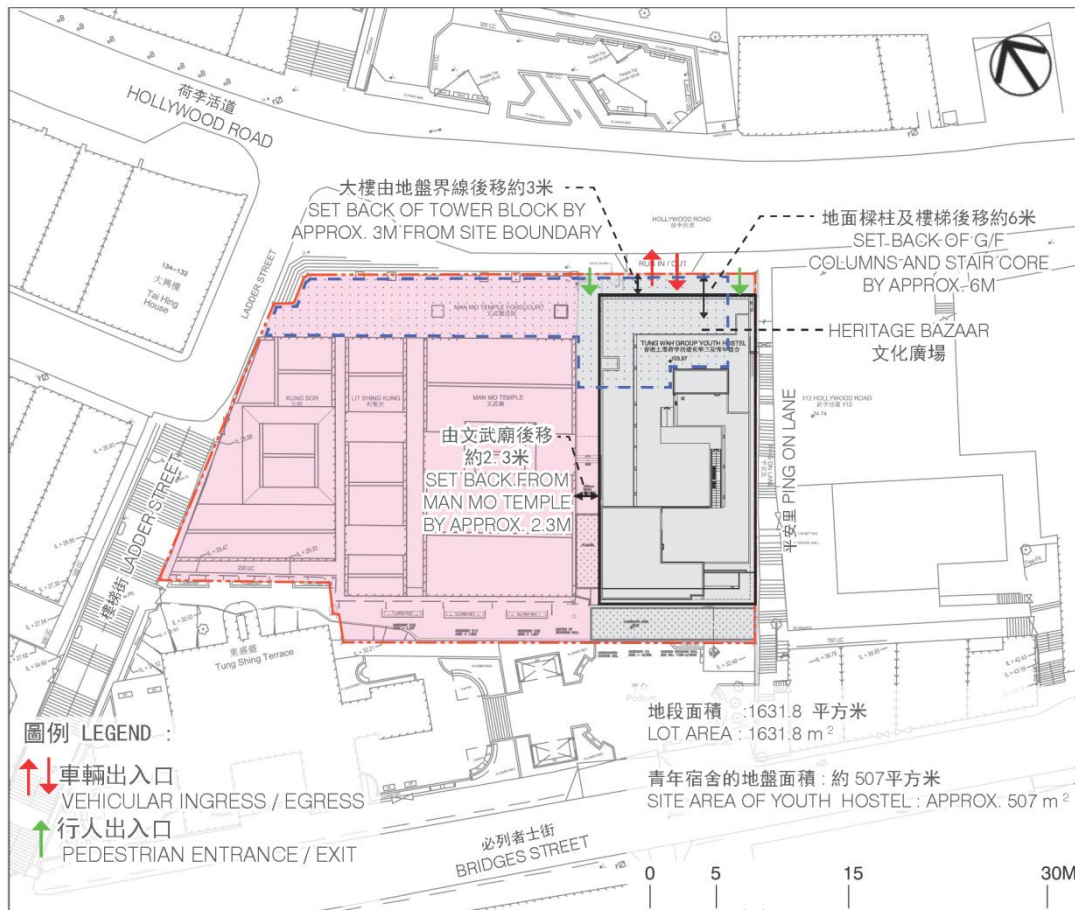 荷李活道
HOLLYWOOD ROAD
大樓由地盤界線後移約3米
SET BACK OF TOWER BLOCK BY
APPROX. 3M FROM SITE BOUNDARY
HOLLYWOOD ROAD
荷李活道
地面樑柱及樓梯後移約6米
SET BACK OF G/F
COLUMNS AND STAIR CORE
BY APPROX. 6M
RUN IN / OUT
134-132
大興樓
Tai Hing
House
LADDER STREET
MAN MO TEMPLE FORECOURT
HERITAGE BAZAAR
文化廣場
TUNG WAH GROUP YOUTH HOSTEL
KUNG SOR
LIT SHING KUNG
MAN MO TEMPLE
文武廟
112 HOLLYWOOD ROAD
荷李活道 112
由文武廟後移
約2.3米
SET BACK FROM
MAN MO TEMPLE
BY APPROX. 2.3M
平安里 PING ON LANE
樓梯街 LADDER STREET
200 UC
東盛臺
Tung Shing Terrace
Podium
地段面積 :1631.8 平方米
LOT AREA : 1631.8 m²
圖例 LEGEND :
車輛出入口
VEHICULAR INGRESS / EGRESS
行人出入口
PEDESTRIAN ENTRANCE / EXIT
青年宿舍的地盤面積 : 約 507平方米
SITE AREA OF YOUTH HOSTEL : APPROX. 507 m²
必列者士街
BRIDGES STREET
0 5 15 30M